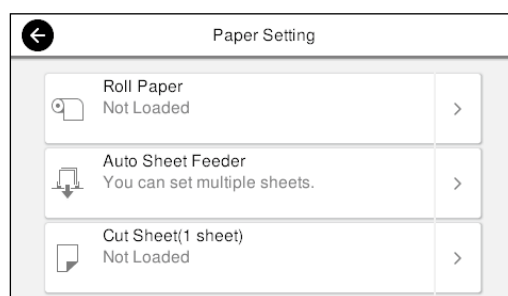 Paper Setting
Roll Paper
Not Loaded
Auto Sheet Feeder
You can set multiple sheets.
Cut Sheet(1 sheet)
Not Loaded